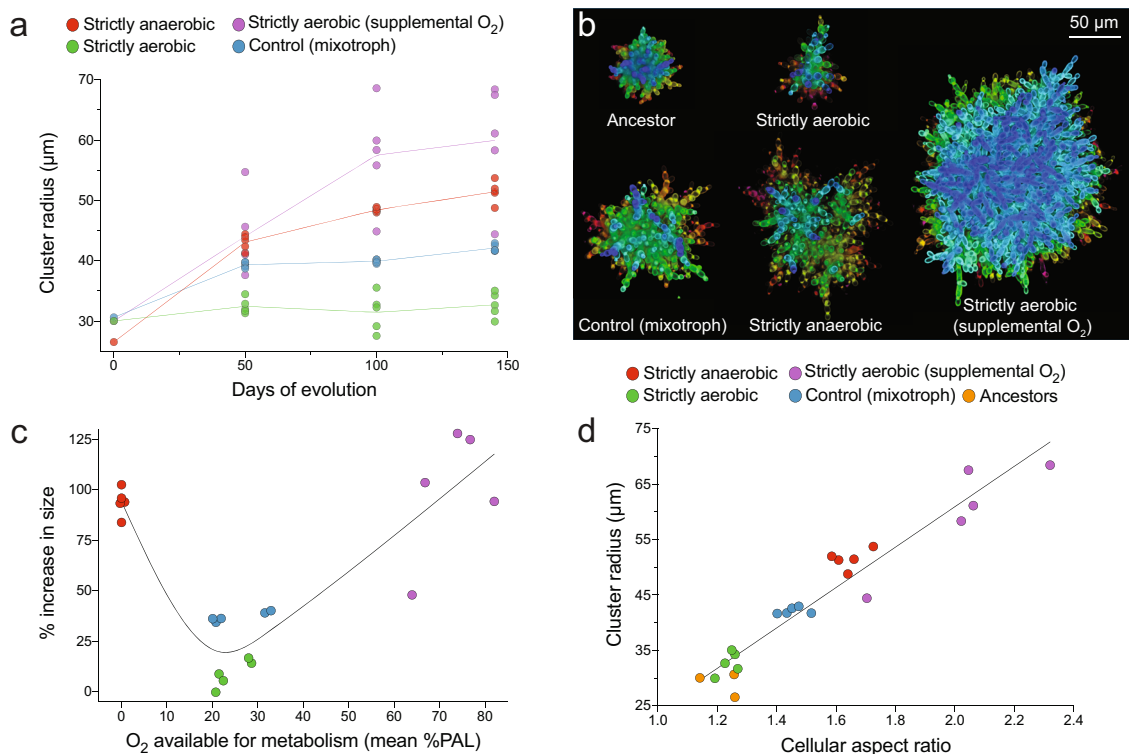 a
Strictly anaerobic
Strictly aerobic (supplemental O₂)
Strictly aerobic
Control (mixotroph)
70
60
50
40
30
Cluster radius (µm)
0
50
100
150
Days of evolution
b
50 µm
Ancestor
Strictly aerobic
Control (mixotroph)
Strictly anaerobic
Strictly aerobic
(supplemental O₂)
c
125
100
75
50
25
0
% increase in size
0
10
20
30
40
50
60
70
80
O₂ available for metabolism (mean %PAL)
Strictly anaerobic
Strictly aerobic (supplemental O₂)
Strictly aerobic
Control (mixotroph)
Ancestors
d
75
65
55
45
35
25
Cluster radius (µm)
1.0
1.2
1.4
1.6
1.8
2.0
2.2
2.4
Cellular aspect ratio